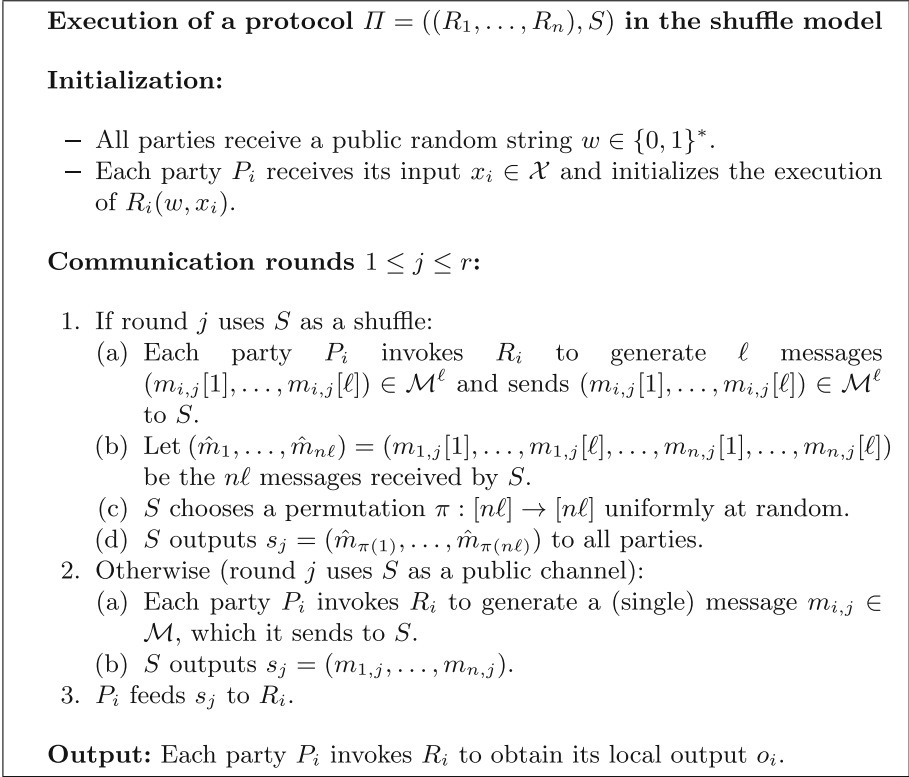 Execution of a protocol Π = ((R₁, . . . , Rₙ), S) in the shuffle model
Initialization:
– All parties receive a public random string w ∈ {0, 1}*.
– Each party Pᵢ receives its input xᵢ ∈ 𝒳 and initializes the execution
of Rᵢ(w, xᵢ).
Communication rounds 1 ≤ j ≤ r:
1. If round j uses S as a shuffle:
(a) Each party Pᵢ invokes Rᵢ to generate ℓ messages
(mᵢ,ⱼ[1], . . . , mᵢ,ⱼ[ℓ]) ∈ ℳ^ℓ and sends (mᵢ,ⱼ[1], . . . , mᵢ,ⱼ[ℓ]) ∈ ℳ^ℓ
to S.
(b) Let (m̂₁, . . . , m̂ₙℓ) = (m₁,ⱼ[1], . . . , m₁,ⱼ[ℓ], . . . , mₙ,ⱼ[1], . . . , mₙ,ⱼ[ℓ])
be the nℓ messages received by S.
(c) S chooses a permutation π : [nℓ] → [nℓ] uniformly at random.
(d) S outputs sⱼ = (m̂_π(1), . . . , m̂_π(nℓ)) to all parties.
2. Otherwise (round j uses S as a public channel):
(a) Each party Pᵢ invokes Rᵢ to generate a (single) message mᵢ,ⱼ ∈
ℳ, which it sends to S.
(b) S outputs sⱼ = (m₁,ⱼ, . . . , mₙ,ⱼ).
3. Pᵢ feeds sⱼ to Rᵢ.
Output: Each party Pᵢ invokes Rᵢ to obtain its local output oᵢ.